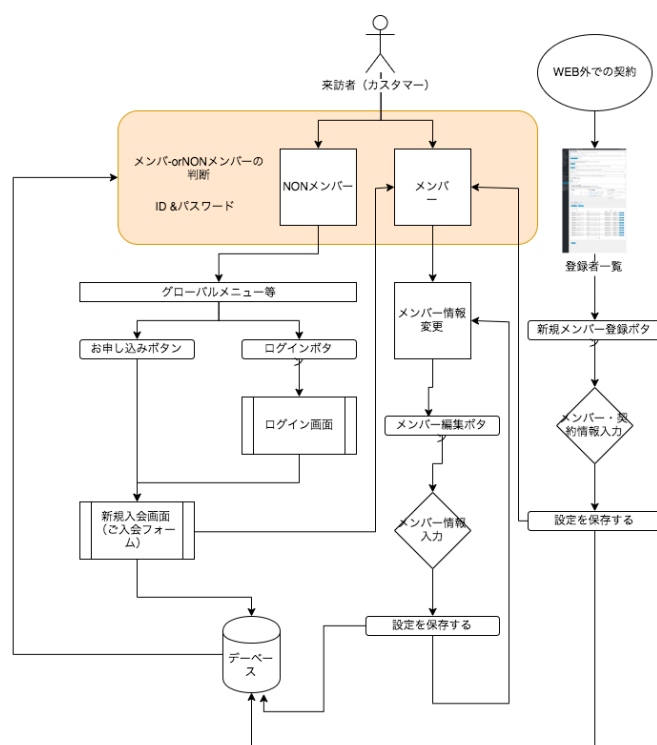 来訪者（カスタマー）
WEB外での契約
メンバ-orNONメンバーの
判断
ID &パスワード
NONメンバー
メンバ
ー
登録者一覧
グローバルメニュー等
メンバー情報
変更
新規メンバー登録ボタ
お申し込みボタン
ログインボタ
メンバー・契
約情報入力
ログイン画面
メンバー編集ボタ
新規入会画面
（ご入会フォー
ム）
メンバー情報
入力
設定を保存する
設定を保存する
データベー
ス